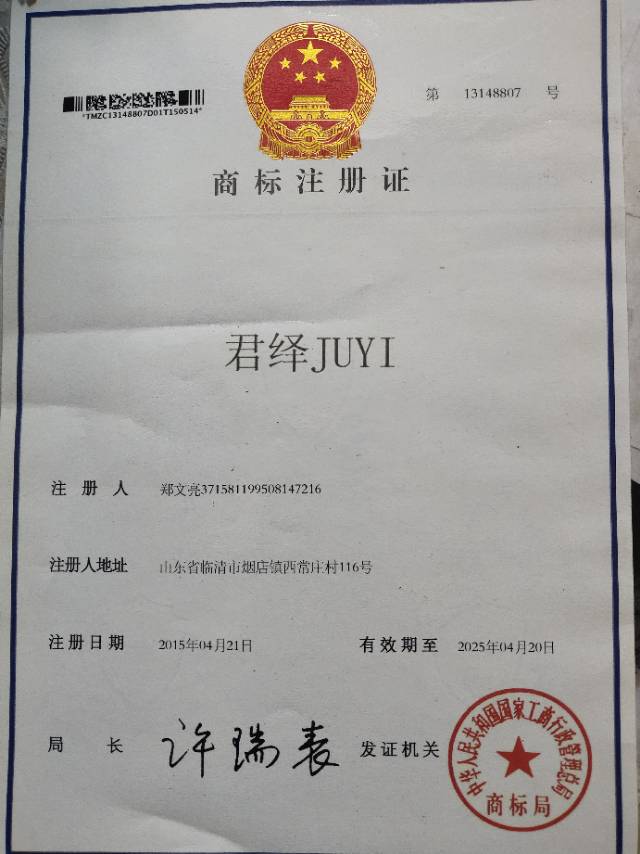 *TMZC13148807D01T150514*
第 13148807 号
商标注册证
君绎JUYI
注册人 郑文亮371581199508147216
注册人地址 山东省临清市烟店镇西常庄村116号
注册日期 2015年04月21日 有效期至 2025年04月20日
局长 许瑞表 发证机关
中华人民共和国国家工商行政管理总局
商标局